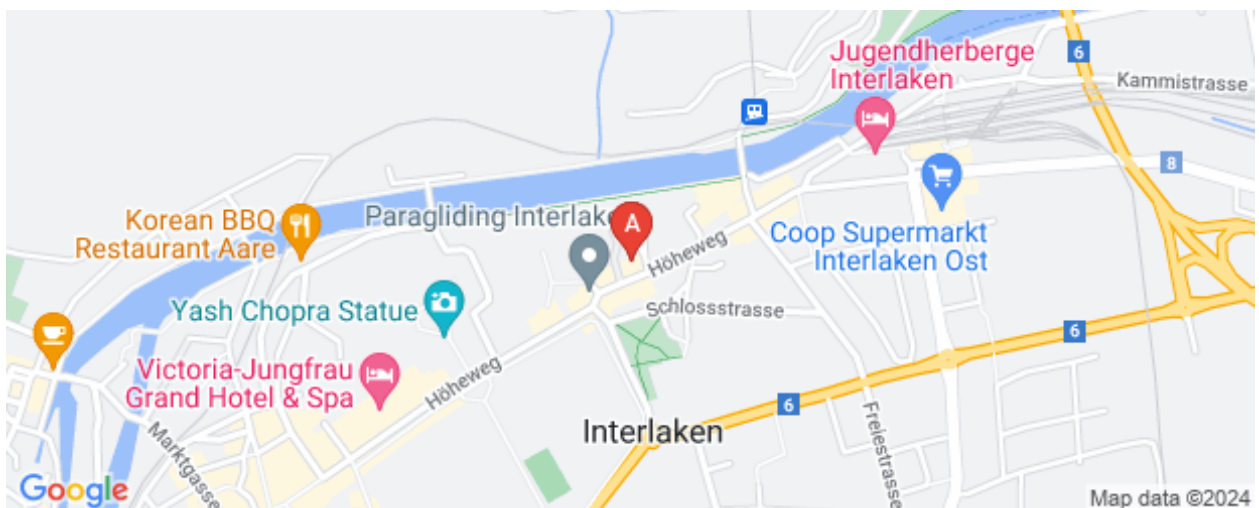 Jugendherberge
Interlaken
6
Kammistrasse
8
Korean BBQ
Restaurant Aare
Paragliding Interlake
A
Höheweg
Coop Supermarkt
Interlaken Ost
Yash Chopra Statue
Schlossstrasse
6
Victoria-Jungfrau
Grand Hotel & Spa
Höheweg
6
Interlaken
Freiestrasse
Marktgasse
Google
Map data ©2024